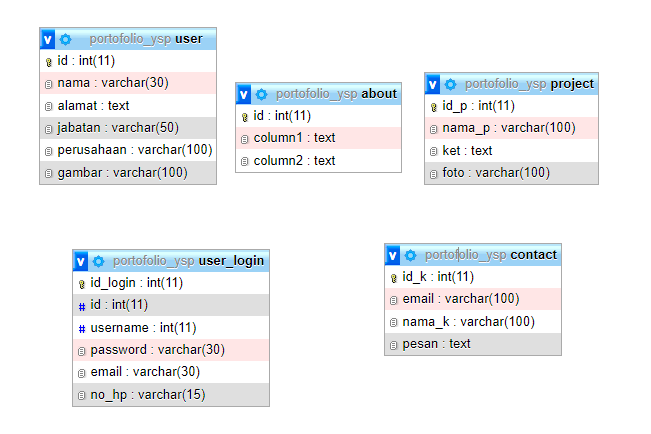 v portofolio_ysp user
id : int(11)
nama : varchar(30)
alamat : text
jabatan : varchar(50)
perusahaan : varchar(100)
gambar : varchar(100)
v portofolio_ysp about
id : int(11)
column1 : text
column2 : text
v portofolio_ysp project
id_p : int(11)
nama_p : varchar(100)
ket : text
foto : varchar(100)
v portofolio_ysp user_login
id_login : int(11)
# id : int(11)
# username : int(11)
password : varchar(30)
email : varchar(30)
no_hp : varchar(15)
v portofolio_ysp contact
id_k : int(11)
email : varchar(100)
nama_k : varchar(100)
pesan : text